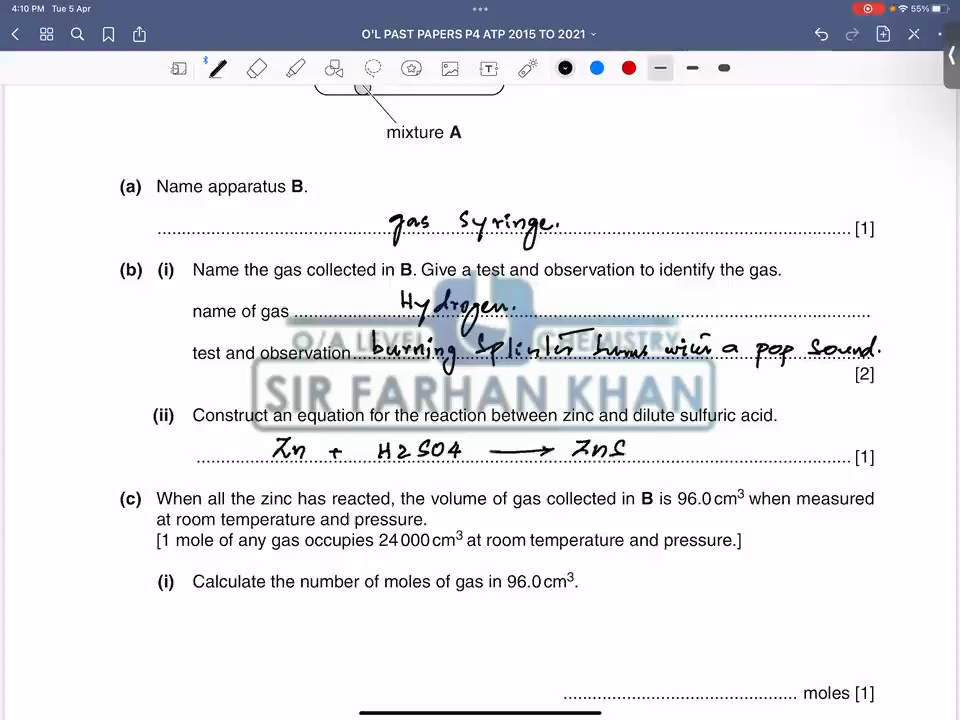 4:10 PM Tue 5 Apr
55%
O'L PAST PAPERS P4 ATP 2015 TO 2021
mixture A
(a) Name apparatus B.
gas syringe. [1]
(b) (i) Name the gas collected in B. Give a test and observation to identify the gas.
name of gas Hydrogen.
O/A LEVEL CHEMISTRY
test and observation burning splinter burns with a pop sound.
[2]
SIR FARHAN KHAN
(ii) Construct an equation for the reaction between zinc and dilute sulfuric acid.
Zn + H2SO4 → ZnS [1]
(c) When all the zinc has reacted, the volume of gas collected in B is 96.0 cm³ when measured
at room temperature and pressure.
[1 mole of any gas occupies 24 000 cm³ at room temperature and pressure.]
(i) Calculate the number of moles of gas in 96.0 cm³.
moles [1]